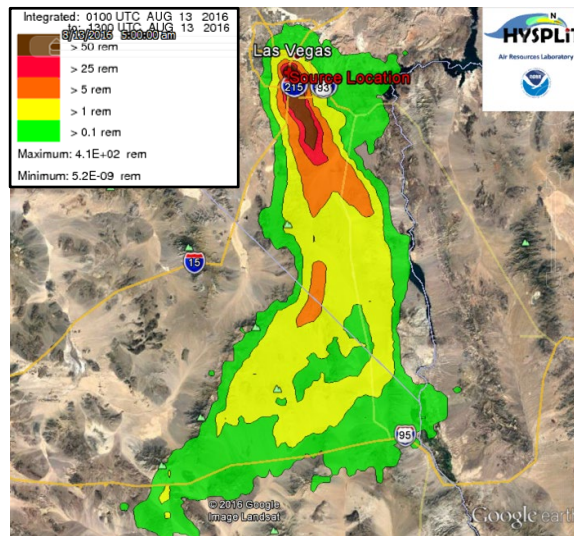 Integrated: 0100 UTC AUG 13 2016
to: 1300 UTC AUG 13 2016
8/13/2016 5:00:00 am
> 50 rem
> 25 rem
> 5 rem
> 1 rem
> 0.1 rem
Maximum: 4.1E+02 rem
Minimum: 5.2E-09 rem
N
HYSPLIT
Air Resources Laboratory
NOAA
Las Vegas
Source Location
215
93
15
95
© 2016 Google
Image Landsat
Google earth